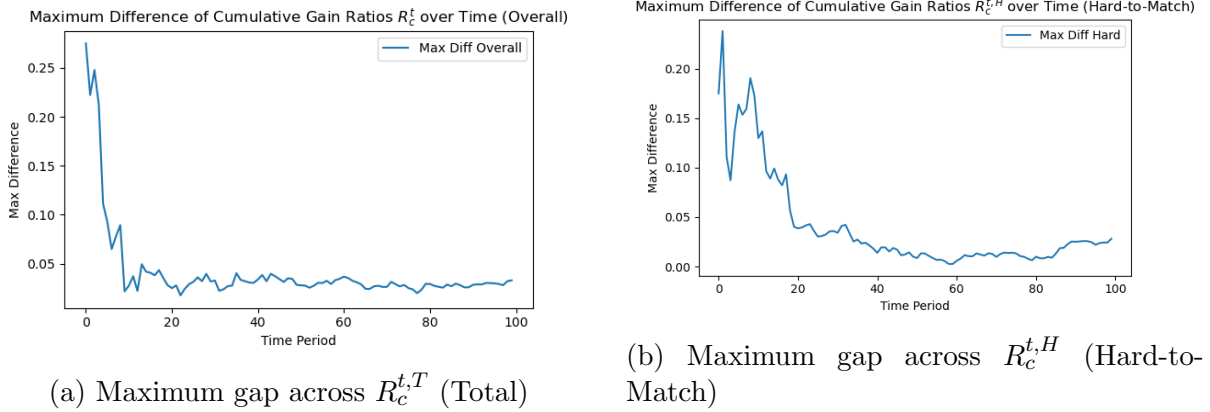 Maximum Difference of Cumulative Gain Ratios $R_c^t$ over Time (Overall)
Max Diff Overall
0.25
0.20
0.15
0.10
0.05
Max Difference
0 20 40 60 80 100
Time Period
(a) Maximum gap across $R_c^{t,T}$ (Total)
Maximum Difference of Cumulative Gain Ratios $R_c^{t,H}$ over Time (Hard-to-Match)
Max Diff Hard
0.20
0.15
0.10
0.05
0.00
Max Difference
0 20 40 60 80 100
Time Period
(b) Maximum gap across $R_c^{t,H}$ (Hard-to-
Match)